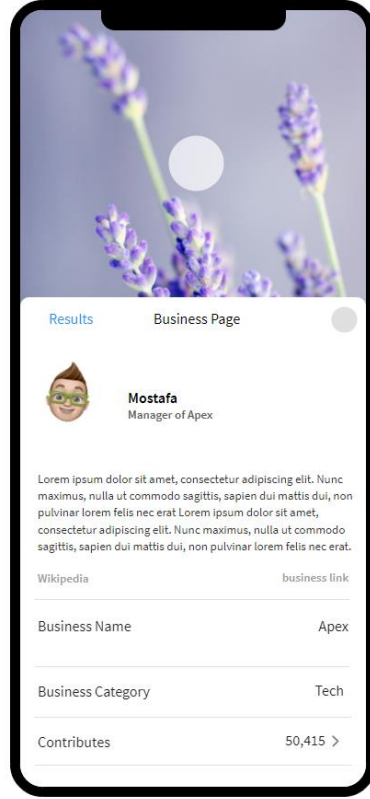 Results Business Page
Mostafa
Manager of Apex
Lorem ipsum dolor sit amet, consectetur adipiscing elit. Nunc
maximus, nulla ut commodo sagittis, sapien dui mattis dui, non
pulvinar lorem felis nec erat Lorem ipsum dolor sit amet,
consectetur adipiscing elit. Nunc maximus, nulla ut commodo
sagittis, sapien dui mattis dui, non pulvinar lorem felis nec erat.
Wikipedia business link
Business Name Apex
Business Category Tech
Contributes 50,415 >